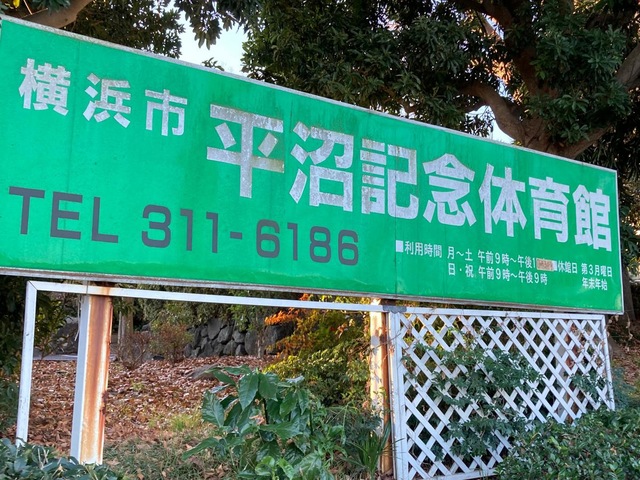 横浜市 平沼記念体育館
TEL 311-6186
■利用時間 月～土 午前9時～午後1 ■休館日 第3月曜日
日・祝 午前9時～午後9時 年末年始